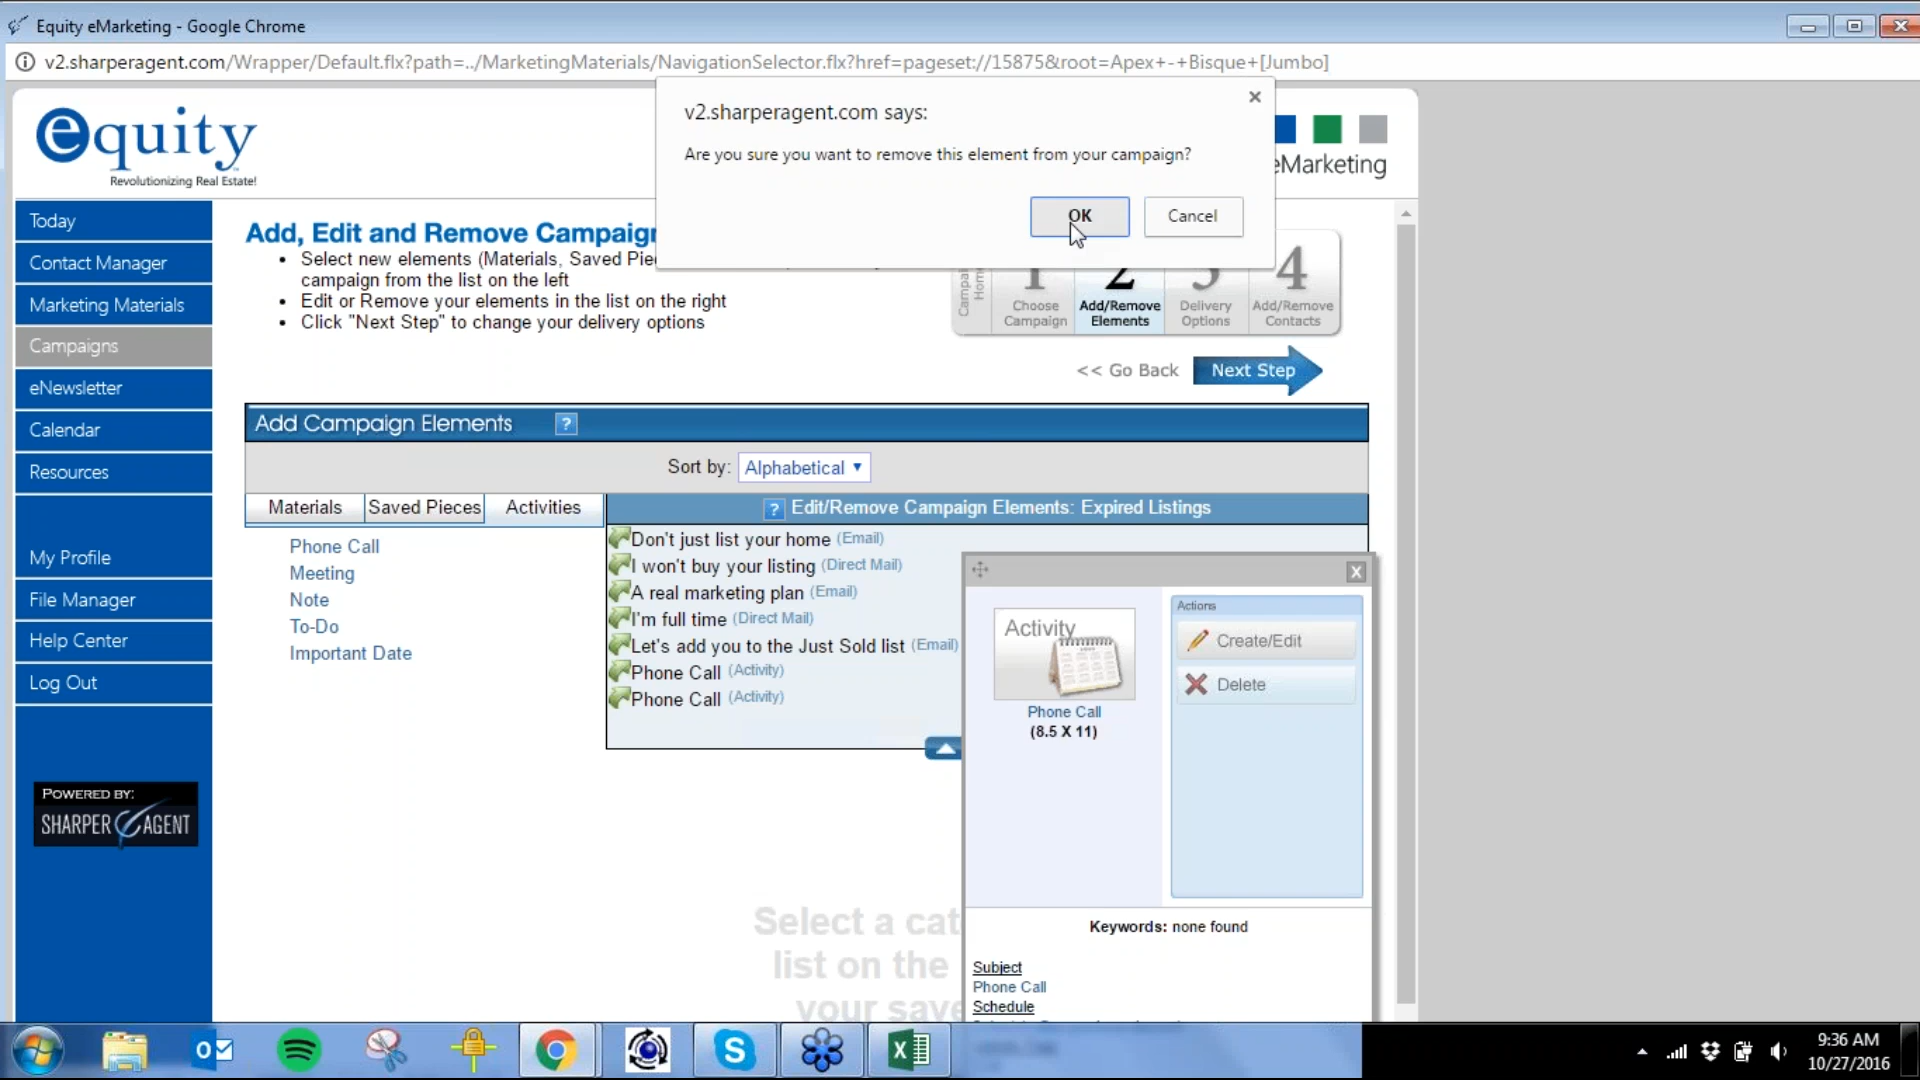 Equity eMarketing - Google Chrome
v2.sharperagent.com/Wrapper/Default.flx?path=../MarketingMaterials/NavigationSelector.flx?href=pageset://15875&root=Apex+-+Bisque+[Jumbo]
v2.sharperagent.com says:
Are you sure you want to remove this element from your campaign?
OK
Cancel
equity
Revolutionizing Real Estate!
eMarketing
Today
Contact Manager
Marketing Materials
Campaigns
eNewsletter
Calendar
Resources
My Profile
File Manager
Help Center
Log Out
POWERED BY:
SHARPER AGENT
Add, Edit and Remove
• Select new elements (Materials, Saved
campaign from the list on the left
• Edit or Remove your elements in the list on the right
• Click "Next Step" to change your delivery options
1
Choose
Campaign
2
Add/Remove
Elements
Delivery
Options
4
Add/Remove
Contacts
<< Go Back
Next Step
Add Campaign Elements ?
Sort by: Alphabetical
Materials
Saved Pieces
Activities
? Edit/Remove Campaign Elements: Expired Listings
Phone Call
Meeting
Note
To-Do
Important Date
Don't just list your home (Email)
I won't buy your listing (Direct Mail)
A real marketing plan (Email)
I'm full time (Direct Mail)
Let's add you to the Just Sold list (Email)
Phone Call (Activity)
Phone Call (Activity)
X
Activity
Phone Call
(8.5 X 11)
Actions
Create/Edit
Delete
Keywords: none found
Subject
Phone Call
Schedule
Select a
list on the
your
9:36 AM
10/27/2016